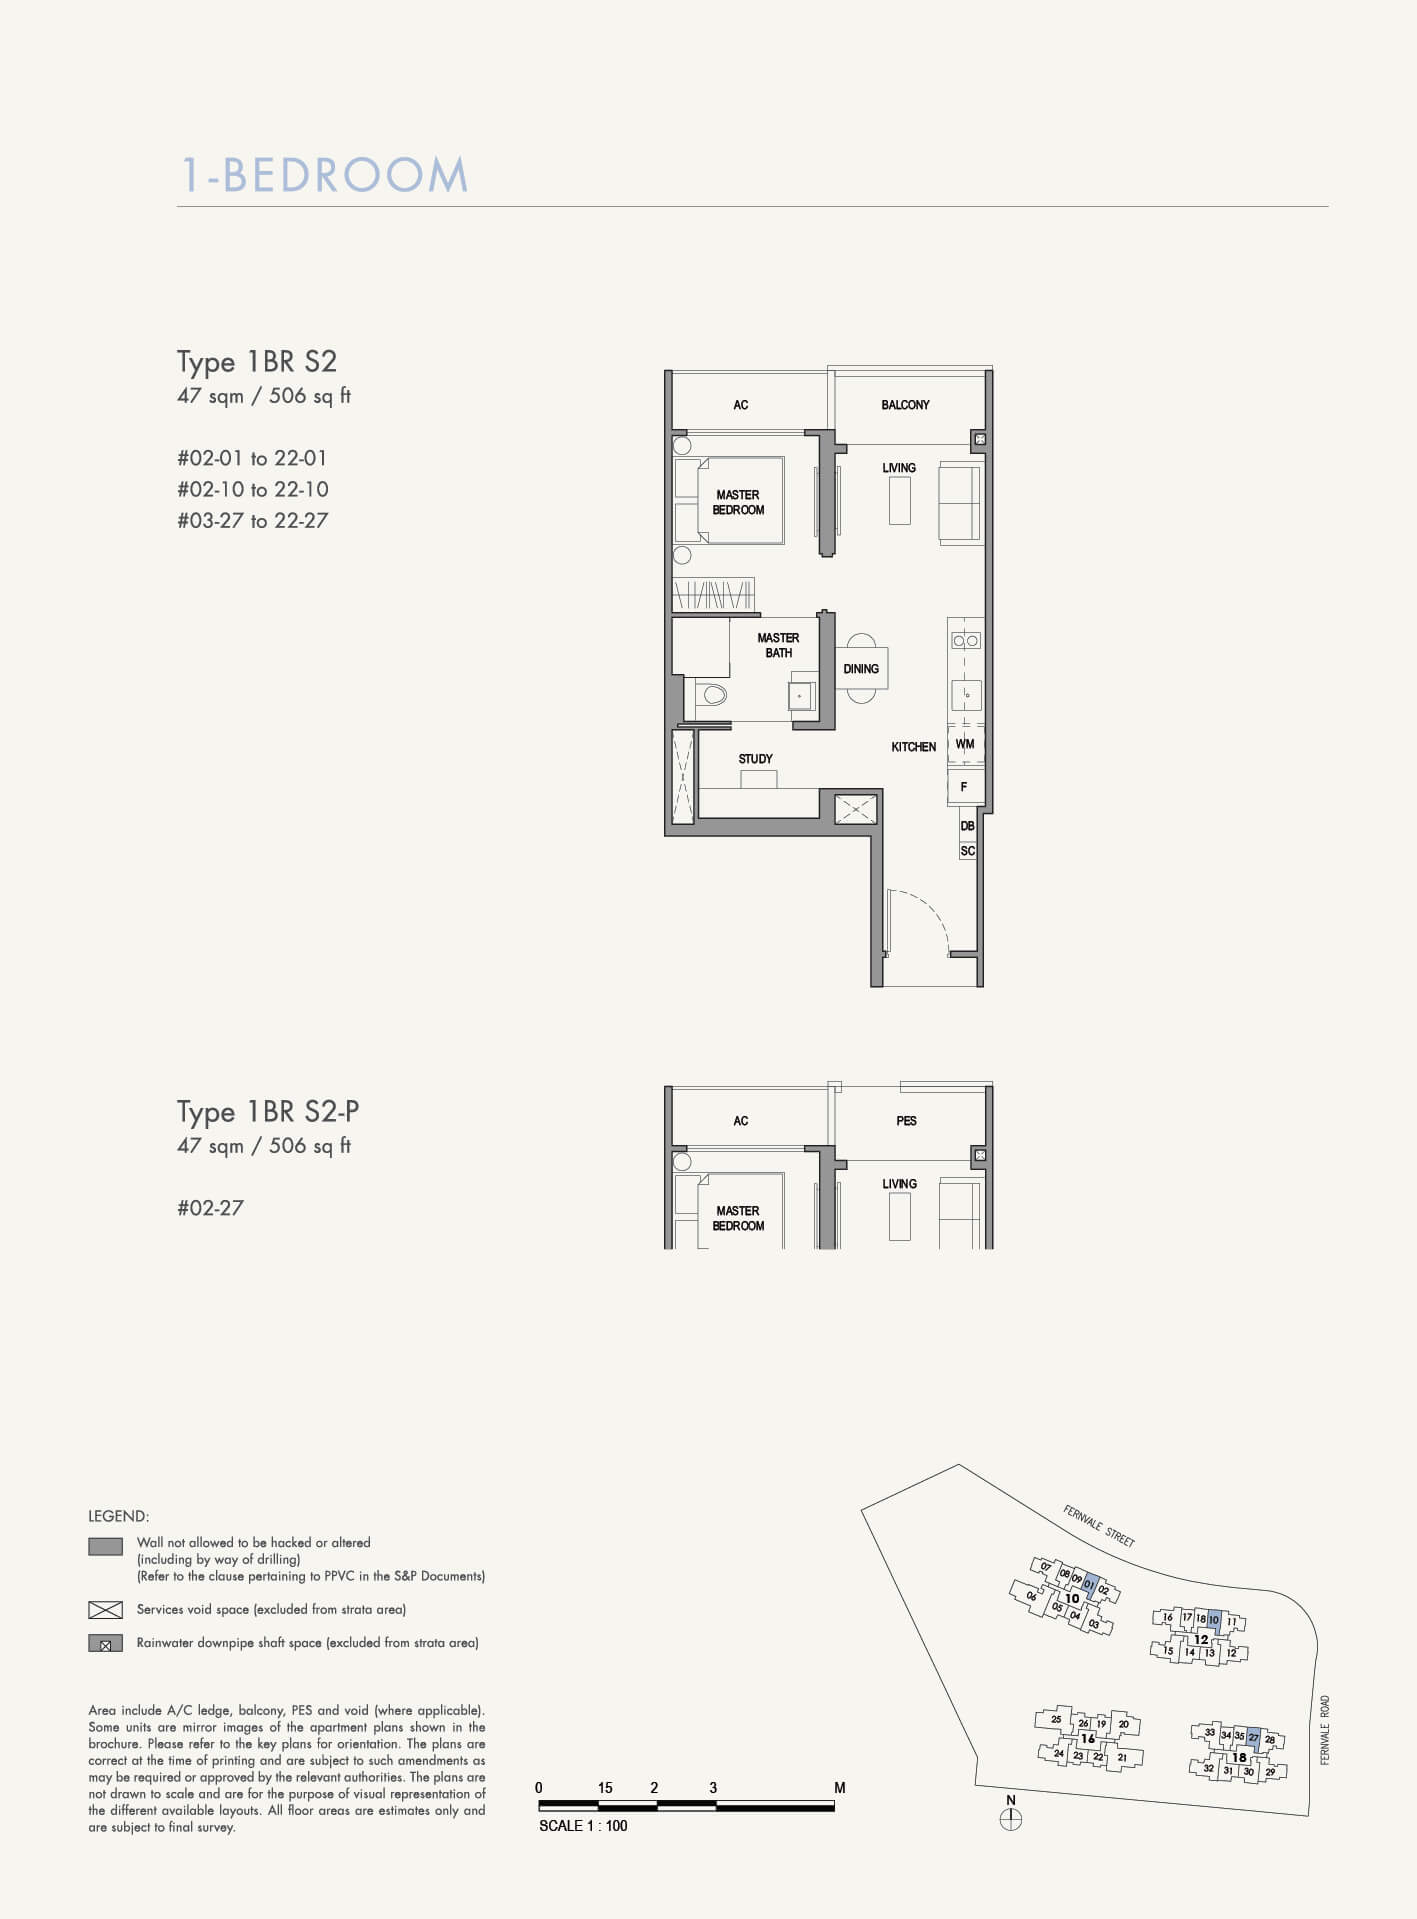 1-BEDROOM
Type 1BR S2
47 sqm / 506 sq ft
#02-01 to 22-01
#02-10 to 22-10
#03-27 to 22-27
AC
BALCONY
LIVING
MASTER
BEDROOM
MASTER
BATH
DINING
STUDY
KITCHEN
WM
F
DB
SC
Type 1BR S2-P
47 sqm / 506 sq ft
#02-27
AC
PES
LIVING
MASTER
BEDROOM
LEGEND:
Wall not allowed to be hacked or altered
(including by way of drilling)
(Refer to the clause pertaining to PPVC in the S&P Documents)
Services void space (excluded from strata area)
Rainwater downpipe shaft space (excluded from strata area)
Area include A/C ledge, balcony, PES and void (where applicable).
Some units are mirror images of the apartment plans shown in the
brochure. Please refer to the key plans for orientation. The plans are
correct at the time of printing and are subject to such amendments as
may be required or approved by the relevant authorities. The plans are
not drawn to scale and are for the purpose of visual representation of
the different available layouts. All floor areas are estimates only and
are subject to final survey.
0 15 2 3 M
SCALE 1 : 100
FERNVALE STREET
07 08 09 01 02
10
06 05 04 03
16 17 18 10 11
12
15 14 13 12
25 26 19 20
16
24 23 22 21
33 34 35 27 28
18
32 31 30 29
FERNVALE ROAD
N